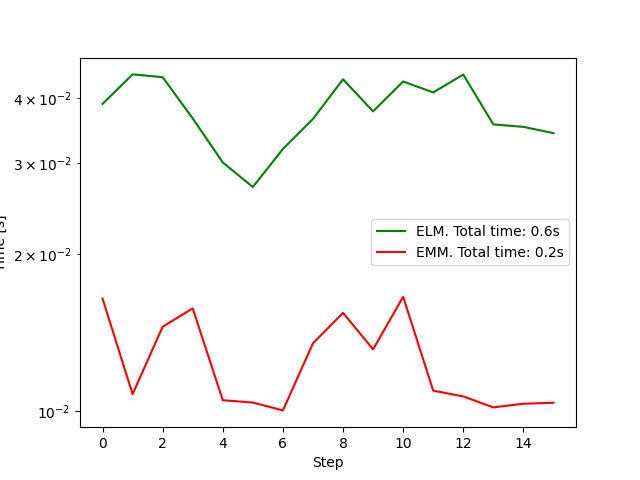 4 × 10⁻²
3 × 10⁻²
2 × 10⁻²
10⁻²
ELM. Total time: 0.6s
EMM. Total time: 0.2s
0 2 4 6 8 10 12 14
Step